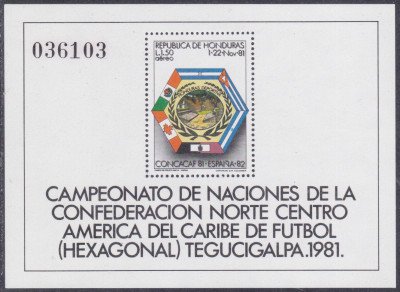 036103
REPUBLICA DE HONDURAS
L.1.50 1-22-Nov-81
aéreo
CONCACAF 81-ESPAÑA-82
CAMPEONATO DE NACIONES DE LA
CONFEDERACION NORTE CENTRO
AMERICA DEL CARIBE DE FUTBOL
(HEXAGONAL) TEGUCIGALPA.1981.